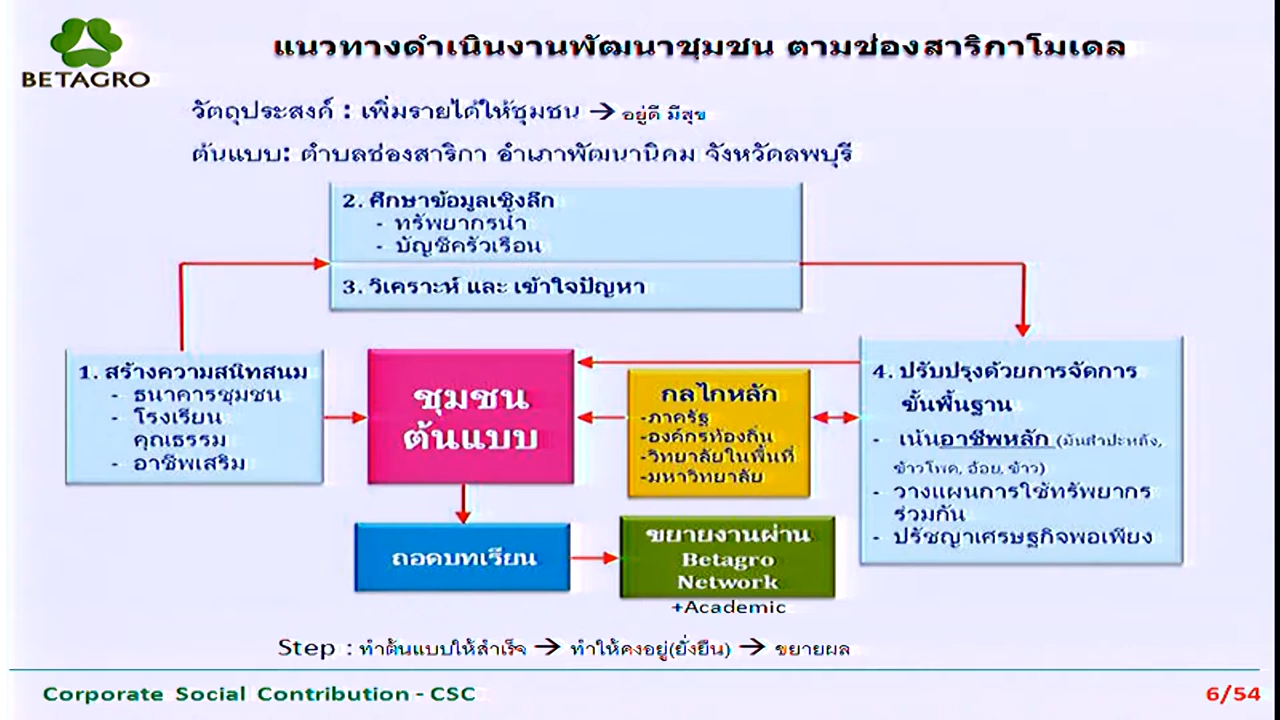 BETAGRO
แนวทางดำเนินงานพัฒนาชุมชน ตามช่องสาริกาโมเดล
วัตถุประสงค์ : เพิ่มรายได้ให้ชุมชน → อยู่ดี มีสุข
ต้นแบบ: ตำบลช่องสาริกา อำเภอพัฒนานิคม จังหวัดลพบุรี
2. ศึกษาข้อมูลเชิงลึก
- ทรัพยากรน้ำ
- บัญชีครัวเรือน
3. วิเคราะห์ และ เข้าใจปัญหา
1. สร้างความสนิทสนม
- ธนาคารชุมชน
- โรงเรียน
คุณธรรม
- อาชีพเสริม
ชุมชน
ต้นแบบ
กลไกหลัก
-ภาครัฐ
-องค์กรท้องถิ่น
-วิทยาลัยในพื้นที่
-มหาวิทยาลัย
4. ปรับปรุงด้วยการจัดการ
ขั้นพื้นฐาน
- เน้นอาชีพหลัก (มันสำปะหลัง,
ข้าวโพด, อ้อย, ข้าว)
- วางแผนการใช้ทรัพยากร
ร่วมกัน
- ปรัชญาเศรษฐกิจพอเพียง
ถอดบทเรียน
ขยายงานผ่าน
Betagro
Network
+Academic
Step : ทำต้นแบบให้สำเร็จ → ทำให้คงอยู่(ยั่งยืน) → ขยายผล
Corporate Social Contribution - CSC
6/54